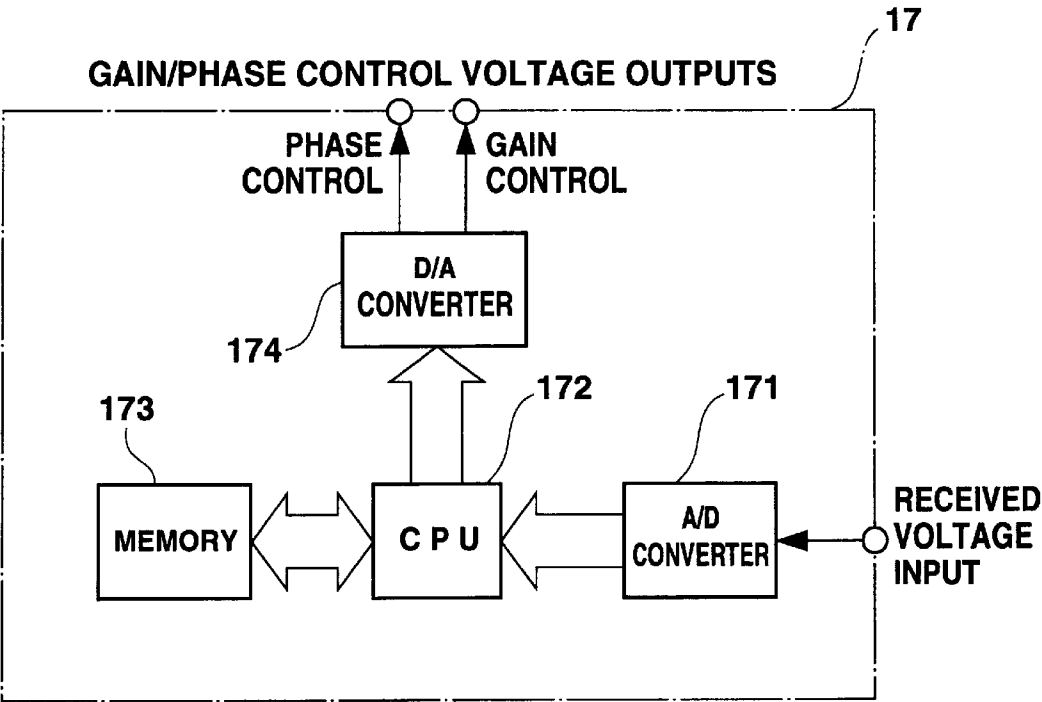 17
GAIN/PHASE CONTROL VOLTAGE OUTPUTS
PHASE
CONTROL
GAIN
CONTROL
D/A
CONVERTER
174
173
172
171
MEMORY
CPU
A/D
CONVERTER
RECEIVED
VOLTAGE
INPUT